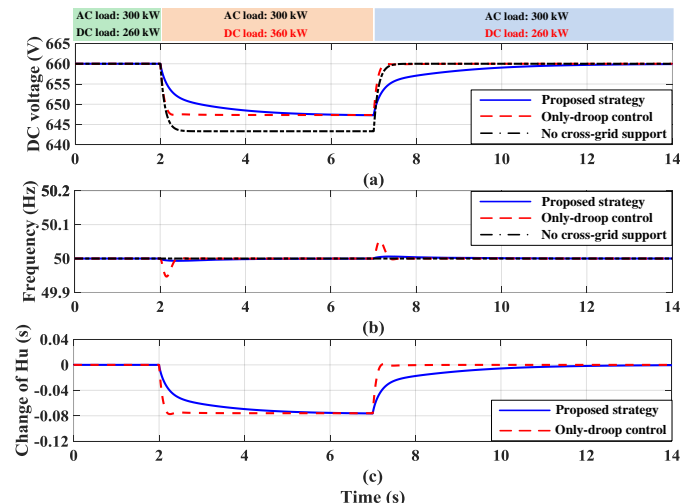 AC load: 300 kW AC load: 300 kW AC load: 300 kW
DC load: 260 kW DC load: 360 kW DC load: 260 kW
DC voltage (V)
665
660
655
650
645
640
Proposed strategy
Only-droop control
No cross-grid support
0 2 4 6 8 10 12 14
(a)
Frequency (Hz)
50.2
50.1
50
49.9
Proposed strategy
Only-droop control
No cross-grid support
0 2 4 6 8 10 12 14
(b)
Change of Hu (s)
0.04
0
-0.04
-0.08
-0.12
Proposed strategy
Only-droop control
0 2 4 6 8 10 12 14
(c)
Time (s)